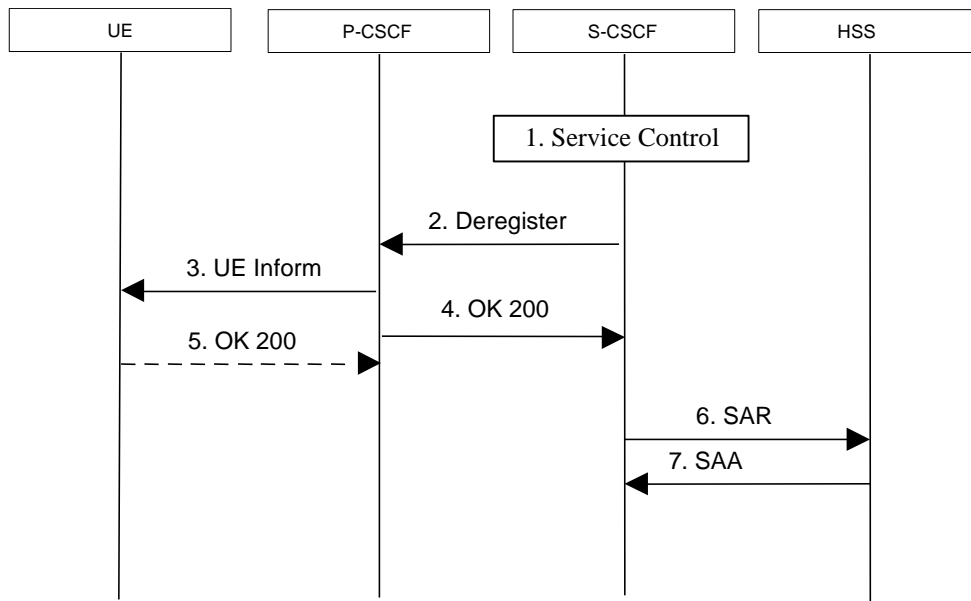 UE
P-CSCF
S-CSCF
HSS
1. Service Control
2. Deregister
3. UE Inform
4. OK 200
5. OK 200
6. SAR
7. SAA